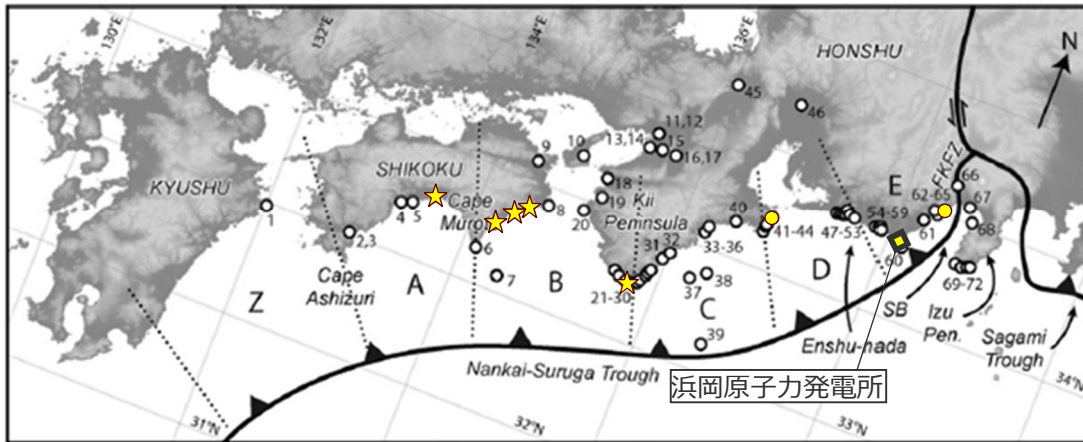 130°E
132°E
134°E
136°E
HONSHU
N
45
46
11,12
13,14
15
16,17
10
9
SHIKOKU
KYUSHU
1
18
19
Kii
Peninsula
E
FKFZ
66
62-65
67
4
5
Cape
Muroto
8
20
40
41-44
54-59
47-53
61
68
2,3
6
33-36
31
32
60
Cape
Ashizuri
A
7
B
21-30
37
38
D
69-72
Z
C
SB
Izu
Pen.
39
Enshu-nada
Sagami
Trough
Nankai-Suruga Trough
浜岡原子力発電所
31°N
32°N
33°N
34°N